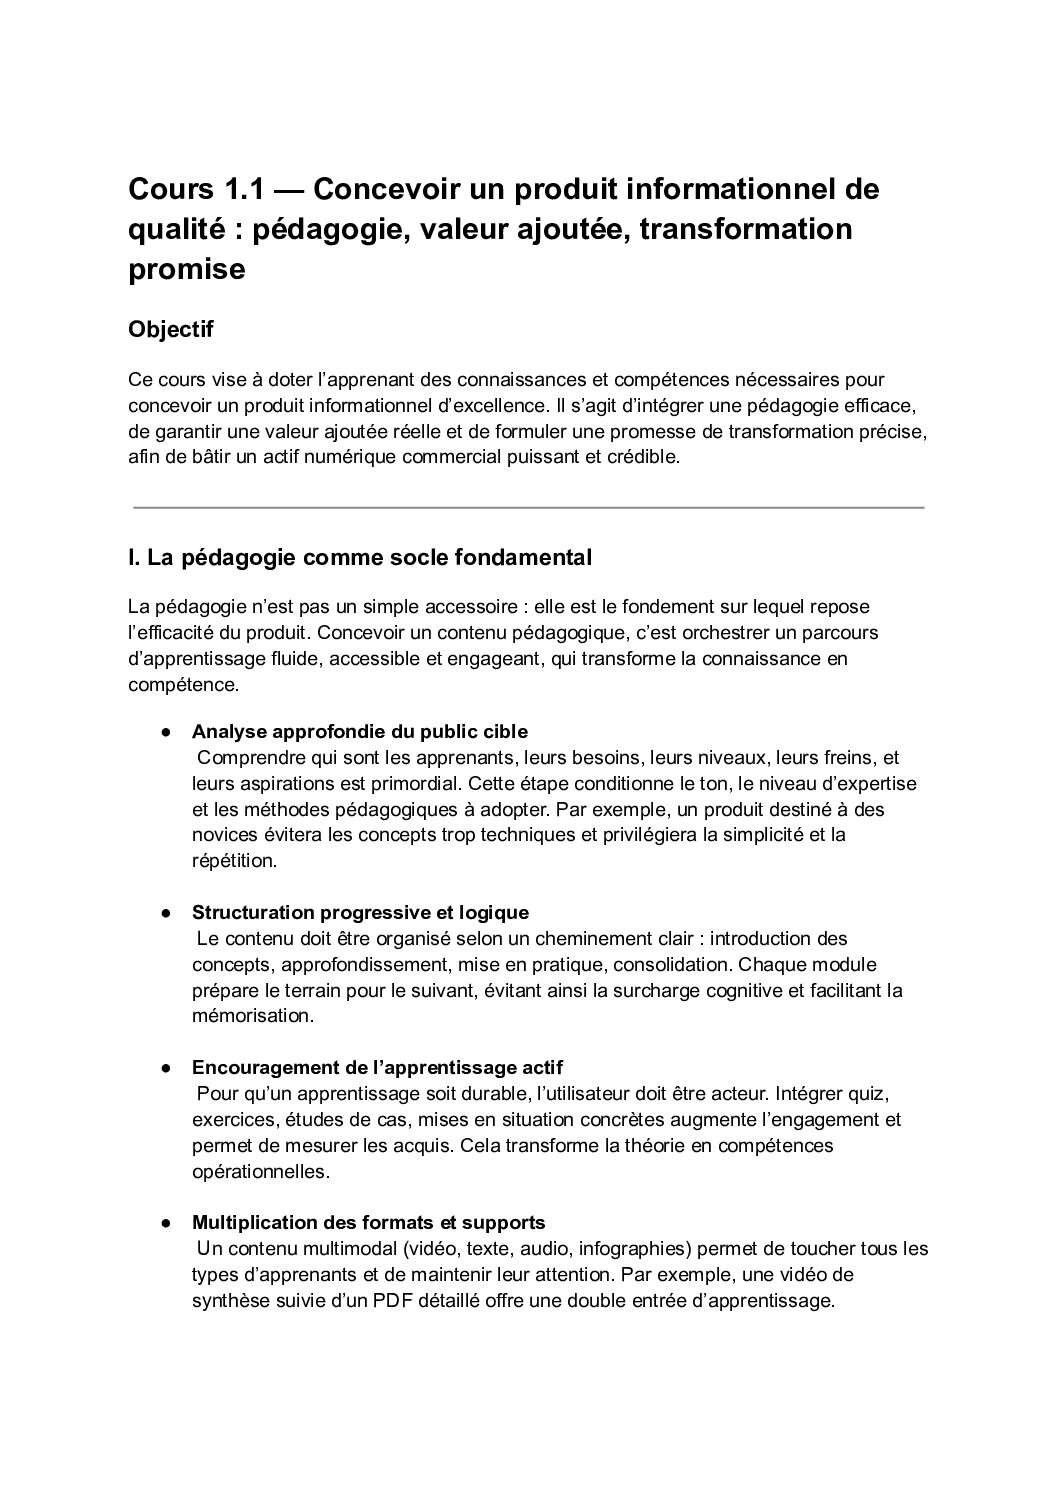 Cours 1.1 — Concevoir un produit informationnel de
qualité : pédagogie, valeur ajoutée, transformation
promise
Objectif
Ce cours vise à doter l’apprenant des connaissances et compétences nécessaires pour
concevoir un produit informationnel d’excellence. Il s’agit d’intégrer une pédagogie efficace,
de garantir une valeur ajoutée réelle et de formuler une promesse de transformation précise,
afin de bâtir un actif numérique commercial puissant et crédible.
I. La pédagogie comme socle fondamental
La pédagogie n’est pas un simple accessoire : elle est le fondement sur lequel repose
l’efficacité du produit. Concevoir un contenu pédagogique, c’est orchestrer un parcours
d’apprentissage fluide, accessible et engageant, qui transforme la connaissance en
compétence.
● Analyse approfondie du public cible
Comprendre qui sont les apprenants, leurs besoins, leurs niveaux, leurs freins, et
leurs aspirations est primordial. Cette étape conditionne le ton, le niveau d’expertise
et les méthodes pédagogiques à adopter. Par exemple, un produit destiné à des
novices évitera les concepts trop techniques et privilégiera la simplicité et la
répétition.
● Structuration progressive et logique
Le contenu doit être organisé selon un cheminement clair : introduction des
concepts, approfondissement, mise en pratique, consolidation. Chaque module
prépare le terrain pour le suivant, évitant ainsi la surcharge cognitive et facilitant la
mémorisation.
● Encouragement de l’apprentissage actif
Pour qu’un apprentissage soit durable, l’utilisateur doit être acteur. Intégrer quiz,
exercices, études de cas, mises en situation concrètes augmente l’engagement et
permet de mesurer les acquis. Cela transforme la théorie en compétences
opérationnelles.
● Multiplication des formats et supports
Un contenu multimodal (vidéo, texte, audio, infographies) permet de toucher tous les
types d’apprenants et de maintenir leur attention. Par exemple, une vidéo de
synthèse suivie d’un PDF détaillé offre une double entrée d’apprentissage.